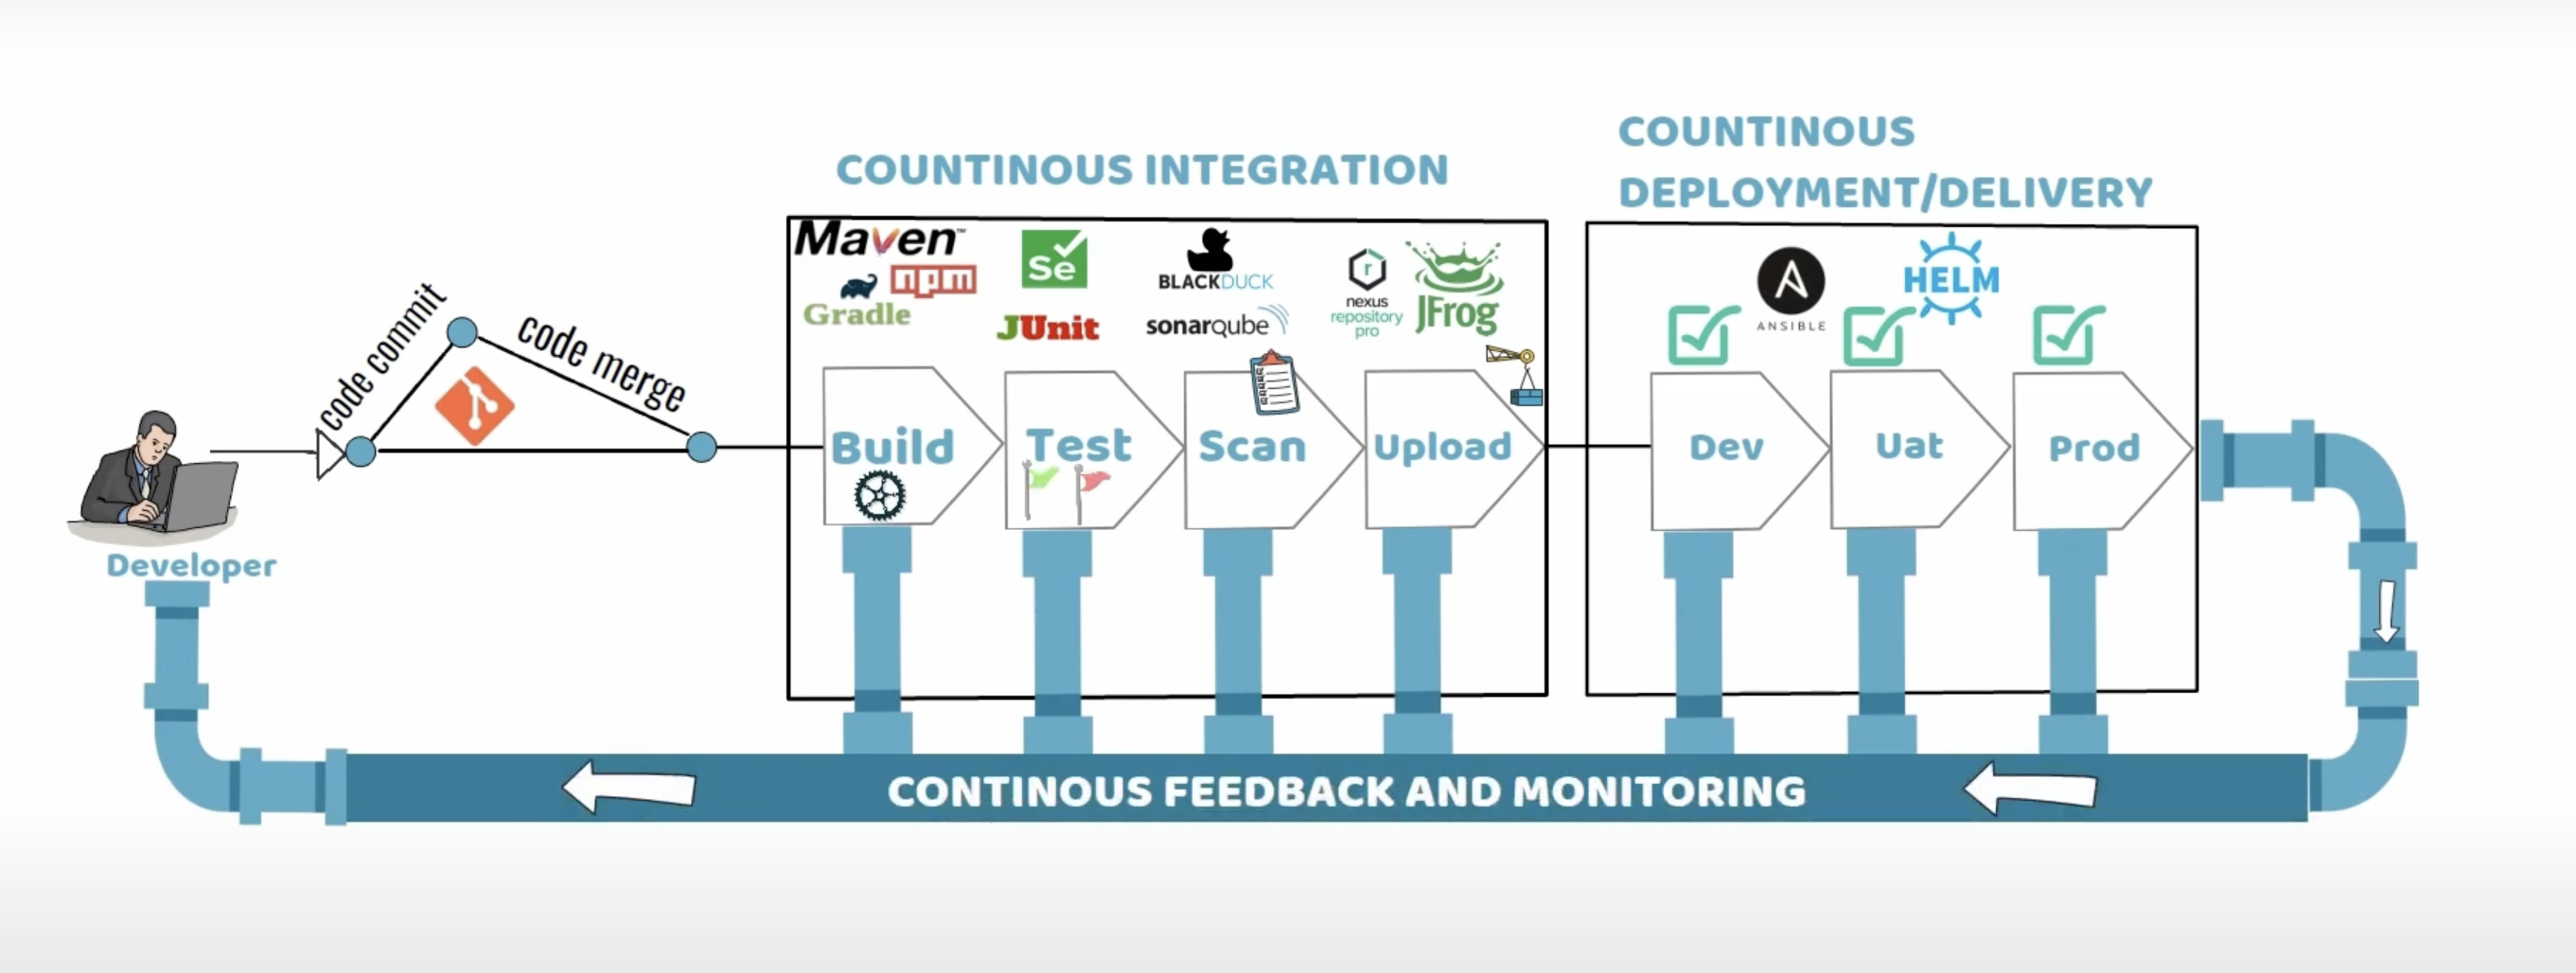 COUNTINOUS INTEGRATION
COUNTINOUS
DEPLOYMENT/DELIVERY
code commit
code merge
Developer
Maven™
npm
Gradle
Se
JUnit
BLACKDUCK
sonarqube
r
nexus
repository
pro
JFrog
A
ANSIBLE
HELM
Build
Test
Scan
Upload
Dev
Uat
Prod
CONTINOUS FEEDBACK AND MONITORING